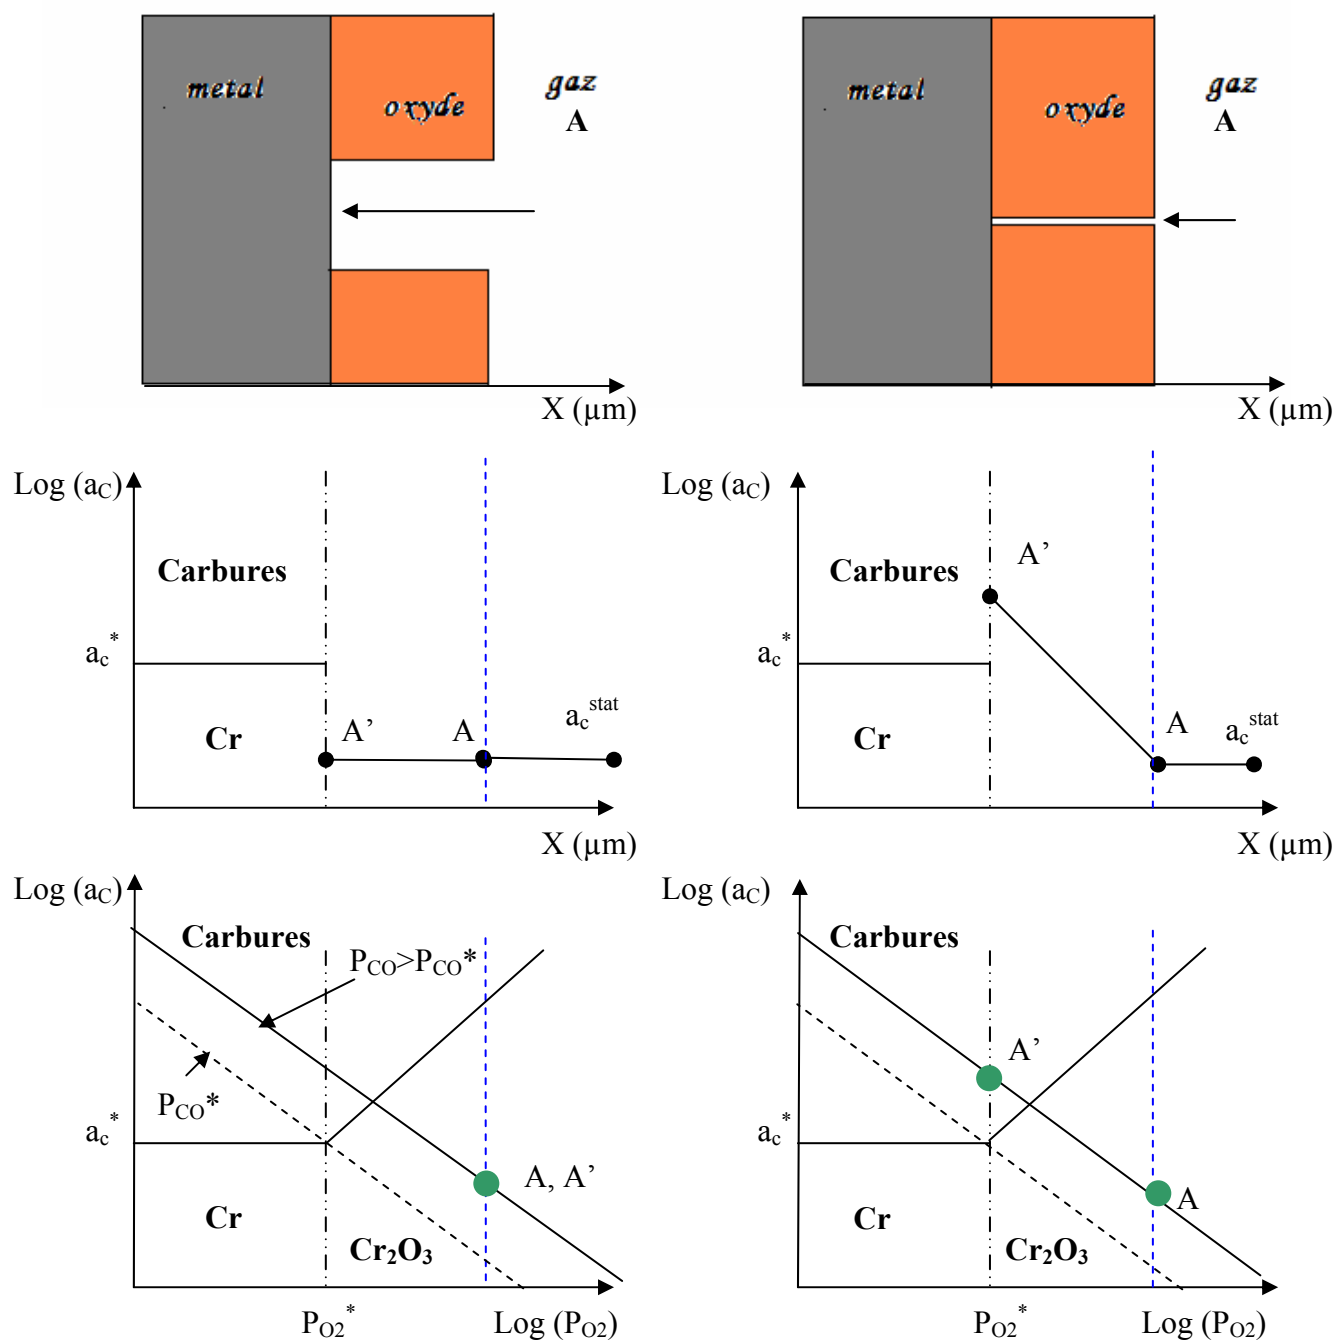 metal
oxyde
gaz
A
X (µm)
metal
oxyde
gaz
A
X (µm)
Log (aC)
Carbures
ac*
Cr
A’
A
ac stat
X (µm)
Log (aC)
Carbures
ac*
Cr
A’
A
ac stat
X (µm)
Log (aC)
Carbures
PCO>PCO*
PCO*
ac*
A, A’
Cr
Cr2O3
PO2*
Log (PO2)
Log (aC)
Carbures
A’
ac*
A
Cr
Cr2O3
PO2*
Log (PO2)